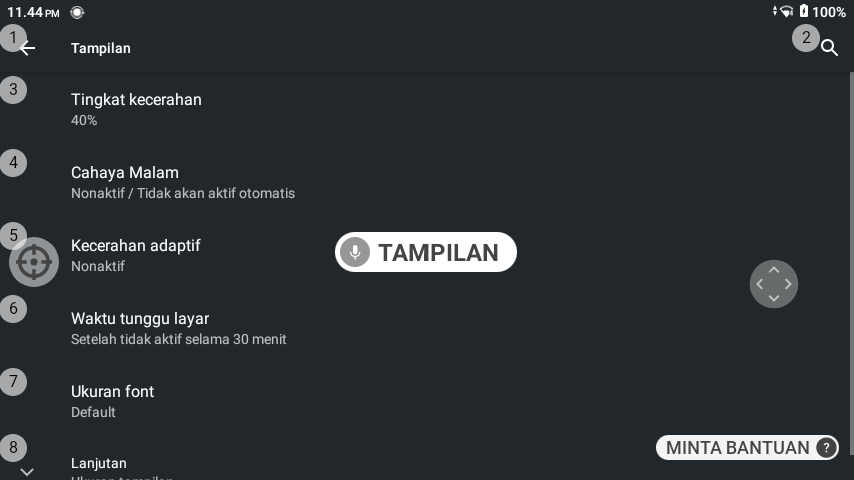 11.44 PM
100%
1
Tampilan
2
3
Tingkat kecerahan
40%
4
Cahaya Malam
Nonaktif / Tidak akan aktif otomatis
5
Kecerahan adaptif
Nonaktif
TAMPILAN
6
Waktu tunggu layar
Setelah tidak aktif selama 30 menit
7
Ukuran font
Default
8
Lanjutan
MINTA BANTUAN ?
Ukuran tampilan